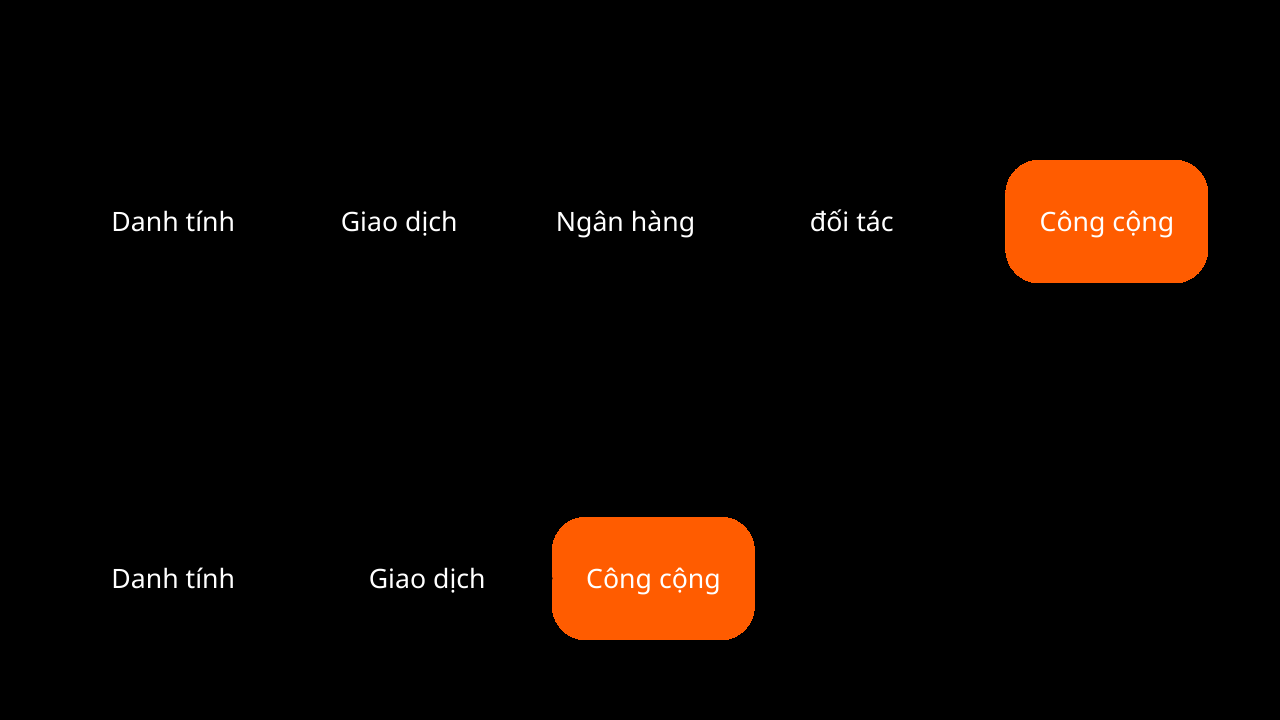 Danh tính Giao dịch Ngân hàng đối tác Công cộng
Danh tính Giao dịch Công cộng